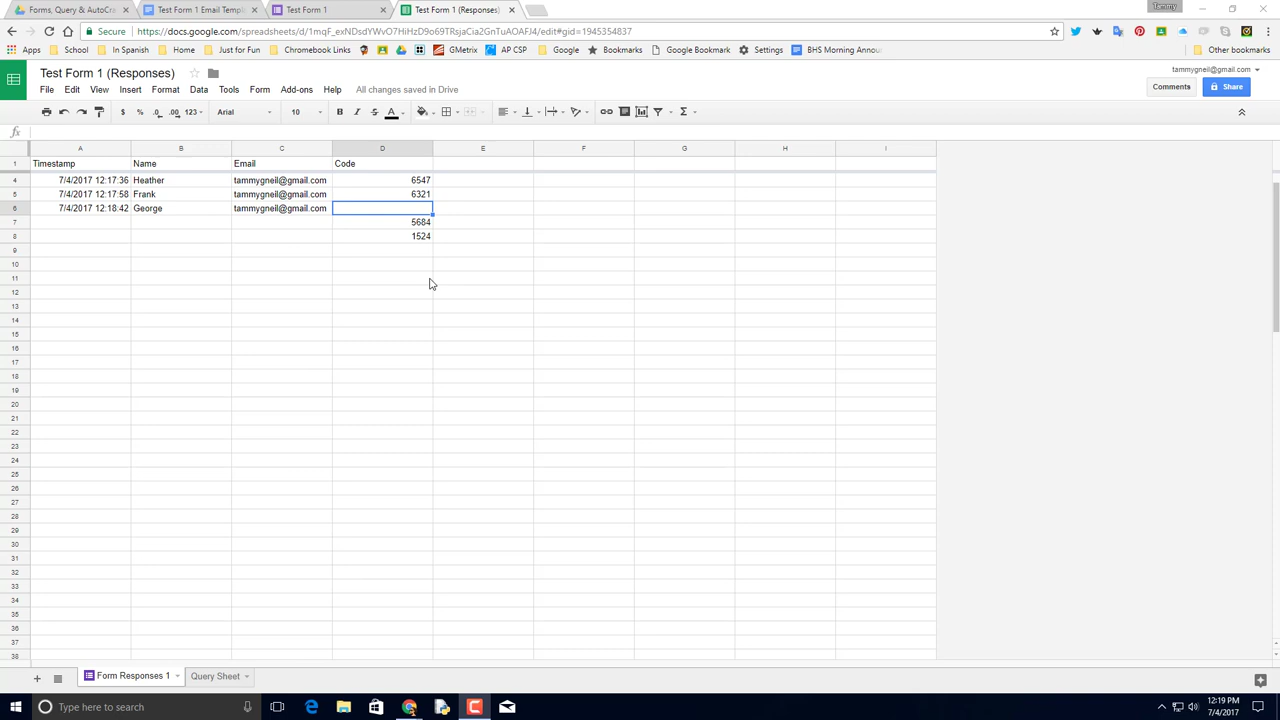 Forms, Query & AutoCra
Test Form 1 Email Templ
Test Form 1
Test Form 1 (Responses)
Tammy
Secure
https://docs.google.com/spreadsheets/d/1mqF_exNDsdYWvO7HiHzD9o69TRsjaCia2GnTuAOAFJ4/edit#gid=1945354837
Apps School In Spanish Home Just for Fun Chromebook Links GMetrix AP CSP Google Bookmarks Google Bookmark Settings BHS Morning Annou Other bookmarks
Test Form 1 (Responses)
tammygneil@gmail.com
File Edit View Insert Format Data Tools Form Add-ons Help All changes saved in Drive
Comments Share
$ % .0 .00 123 Arial 10 B I S A Σ
fx
A B C D E F G H I
1 Timestamp Name Email Code
4 7/4/2017 12:17:36 Heather tammygneil@gmail.com 6547
5 7/4/2017 12:17:58 Frank tammygneil@gmail.com 6321
6 7/4/2017 12:18:42 George tammygneil@gmail.com
7 5684
8 1524
9
10
11
12
13
14
15
16
17
18
19
20
21
22
23
24
25
26
27
28
29
30
31
32
33
34
35
36
37
38
Form Responses 1 Query Sheet
Type here to search
12:19 PM
7/4/2017